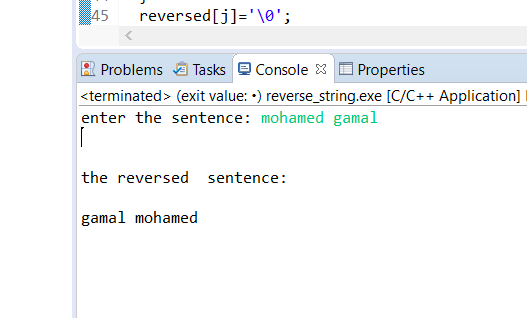 45 reversed[j]='\0';
Problems Tasks Console Properties
<terminated> (exit value: •) reverse_string.exe [C/C++ Application]
enter the sentence: mohamed gamal
the reversed  sentence:
gamal mohamed